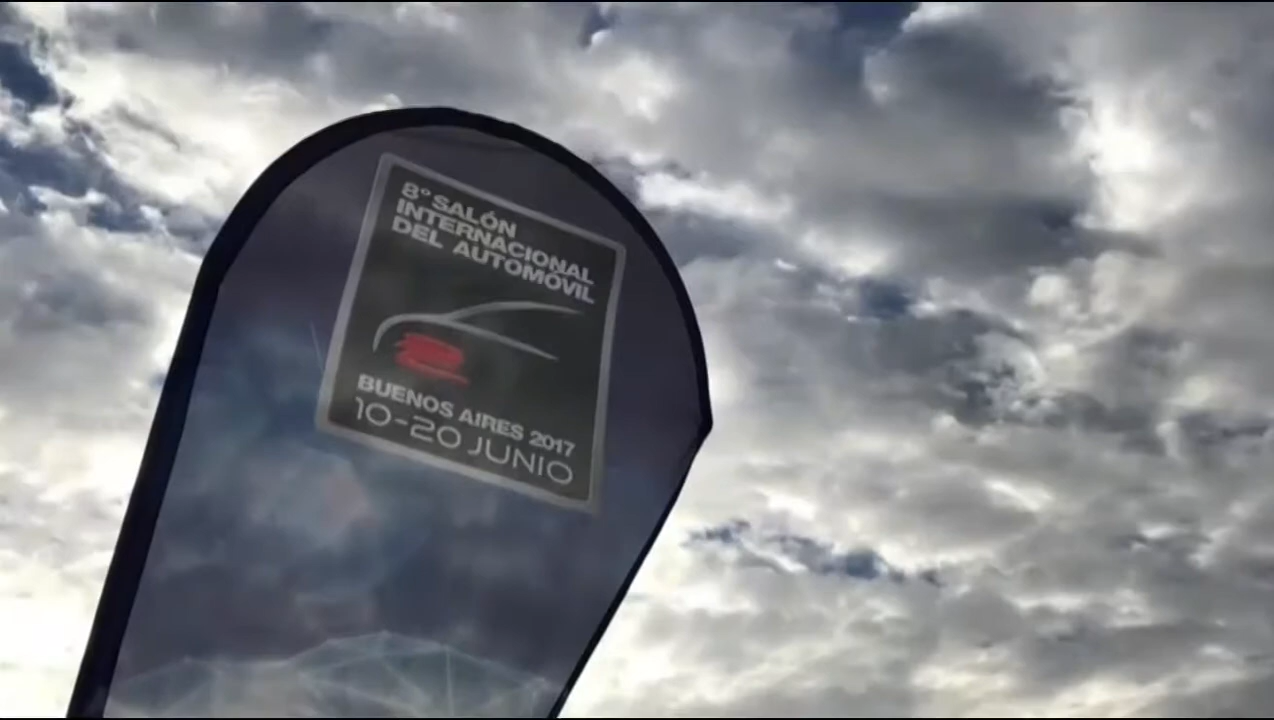 8° SALÓN
INTERNACIONAL
DEL AUTOMÓVIL
BUENOS AIRES 2017
10-20 JUNIO